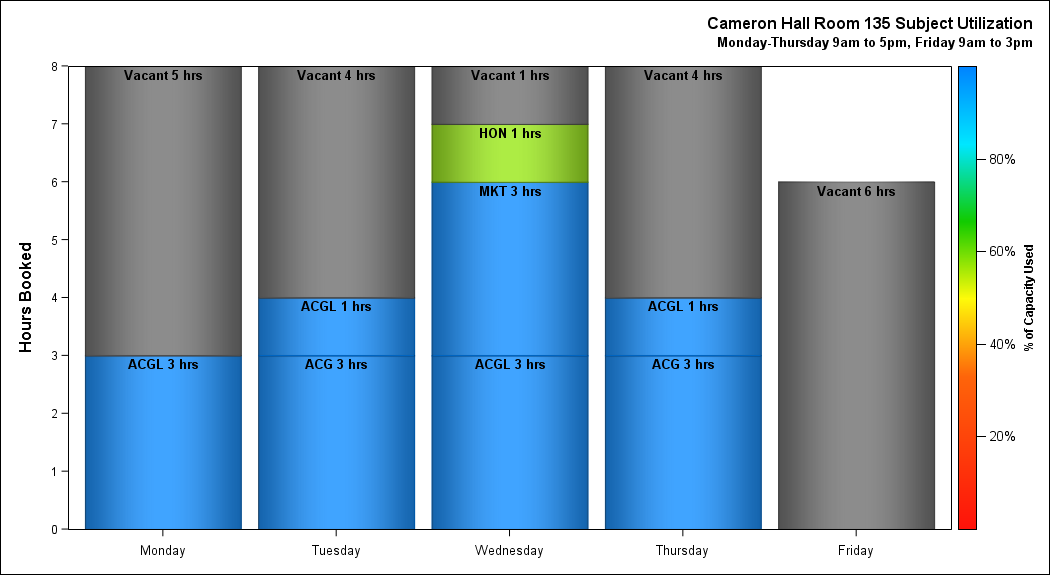 Cameron Hall Room 135 Subject Utilization
Monday-Thursday 9am to 5pm, Friday 9am to 3pm
Hours Booked
8
7
6
5
4
3
2
1
0
Vacant 5 hrs
ACGL 3 hrs
Vacant 4 hrs
ACGL 1 hrs
ACG 3 hrs
Vacant 1 hrs
HON 1 hrs
MKT 3 hrs
ACGL 3 hrs
Vacant 4 hrs
ACGL 1 hrs
ACG 3 hrs
Vacant 6 hrs
Monday
Tuesday
Wednesday
Thursday
Friday
80%
60%
40%
20%
% of Capacity Used